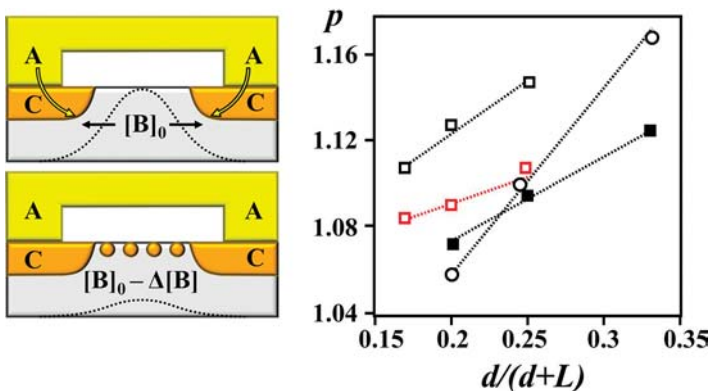 A A
C C
[B]₀
A A
C C
[B]₀ – Δ[B]
p
1.16
1.12
1.08
1.04
0.15 0.2 0.25 0.3 0.35
d/(d+L)